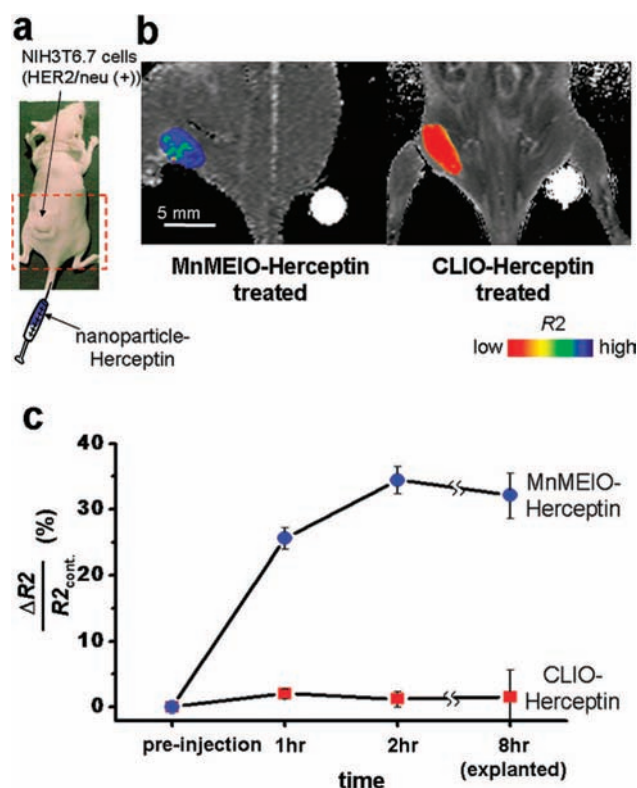 a
NIH3T6.7 cells
(HER2/neu (+))
nanoparticle-
Herceptin
b
5 mm
MnMEIO-Herceptin
treated
CLIO-Herceptin
treated
R2
low
high
c
ΔR2
R2cont.
(%)
40
30
20
10
0
MnMEIO-
Herceptin
CLIO-
Herceptin
pre-injection
1hr
2hr
8hr
(explanted)
time